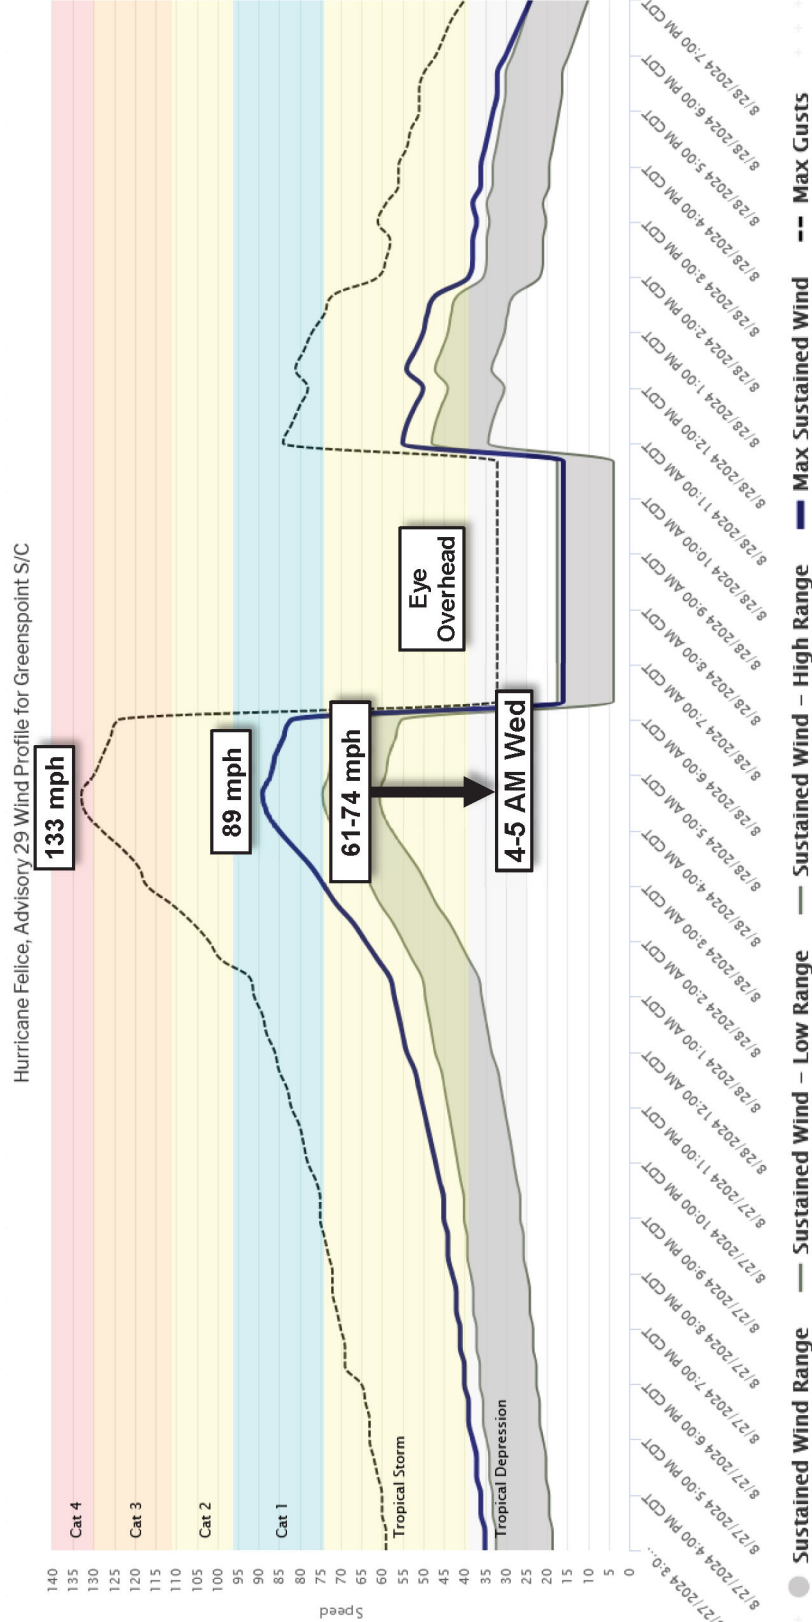 Hurricane Felice, Advisory 29 Wind Profile for Greenspoint S/C
Speed
140
135
130
125
120
115
110
105
100
95
90
85
80
75
70
65
60
55
50
45
40
35
30
25
20
15
10
5
0
Cat 4
Cat 3
Cat 2
Cat 1
Tropical Storm
Tropical Depression
133 mph
89 mph
61-74 mph
4-5 AM Wed
Eye
Overhead
8/27/2024 3:0...
8/27/2024 4:00 PM CDT
8/27/2024 5:00 PM CDT
8/27/2024 6:00 PM CDT
8/27/2024 7:00 PM CDT
8/27/2024 8:00 PM CDT
8/27/2024 9:00 PM CDT
8/27/2024 10:00 PM CDT
8/27/2024 11:00 PM CDT
8/28/2024 12:00 AM CDT
8/28/2024 1:00 AM CDT
8/28/2024 2:00 AM CDT
8/28/2024 3:00 AM CDT
8/28/2024 4:00 AM CDT
8/28/2024 5:00 AM CDT
8/28/2024 6:00 AM CDT
8/28/2024 7:00 AM CDT
8/28/2024 8:00 AM CDT
8/28/2024 9:00 AM CDT
8/28/2024 10:00 AM CDT
8/28/2024 11:00 AM CDT
8/28/2024 12:00 PM CDT
8/28/2024 1:00 PM CDT
8/28/2024 2:00 PM CDT
8/28/2024 3:00 PM CDT
8/28/2024 4:00 PM CDT
8/28/2024 5:00 PM CDT
8/28/2024 6:00 PM CDT
8/28/2024 7:00 PM CDT
Sustained Wind Range
Sustained Wind – Low Range
Sustained Wind – High Range
Max Sustained Wind
Max Gusts